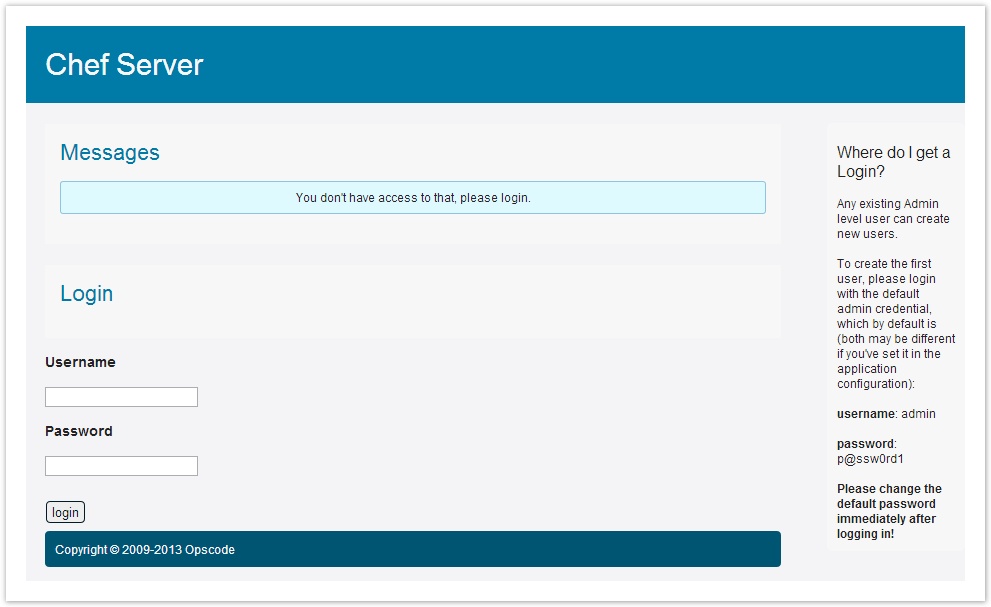 Chef Server
Messages
You don't have access to that, please login.
Login
Username
Password
login
Copyright © 2009-2013 Opscode
Where do I get a
Login?
Any existing Admin
level user can create
new users.
To create the first
user, please login
with the default
admin credential,
which by default is
(both may be different
if you've set it in the
application
configuration):
username: admin
password:
p@ssw0rd1
Please change the
default password
immediately after
logging in!